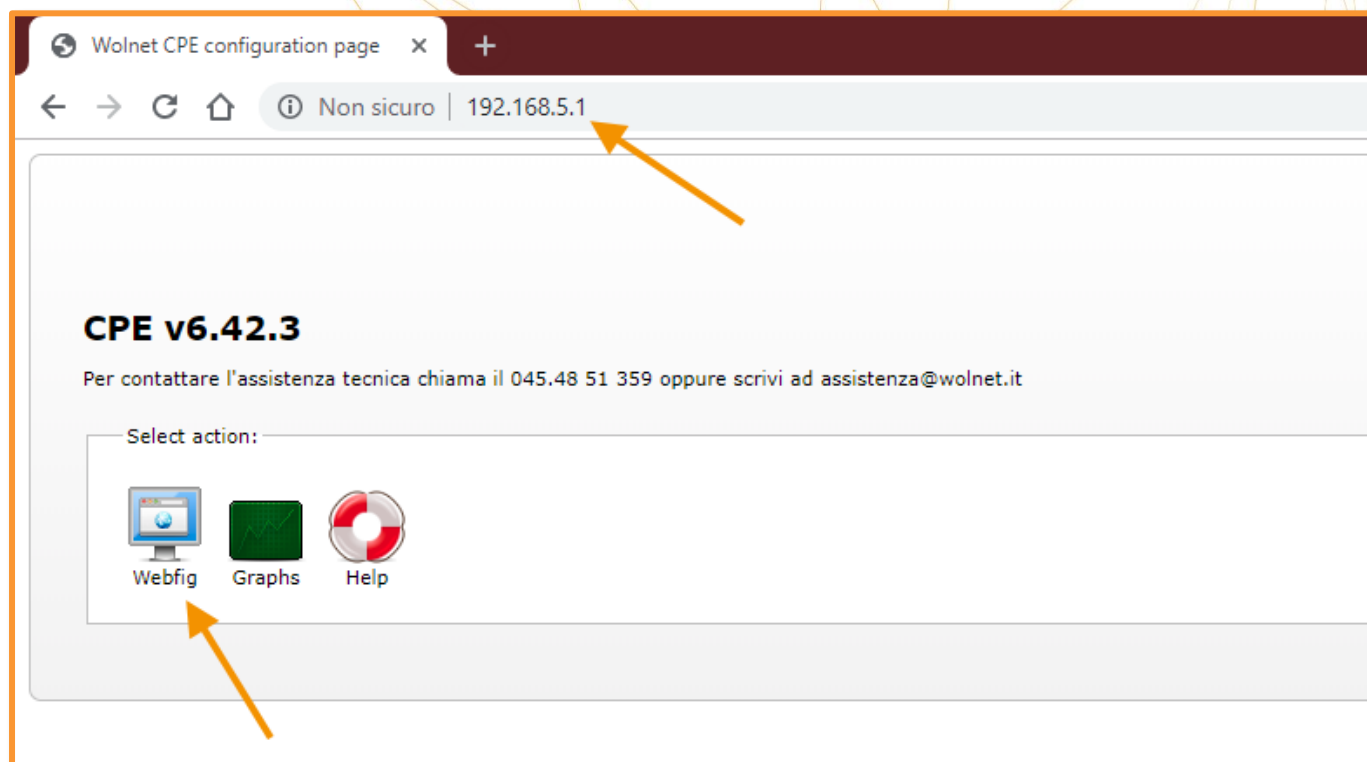 Wolnet CPE configuration page
Non sicuro | 192.168.5.1
CPE v6.42.3
Per contattare l'assistenza tecnica chiama il 045.48 51 359 oppure scrivi ad assistenza@wolnet.it
Select action:
Webfig Graphs Help